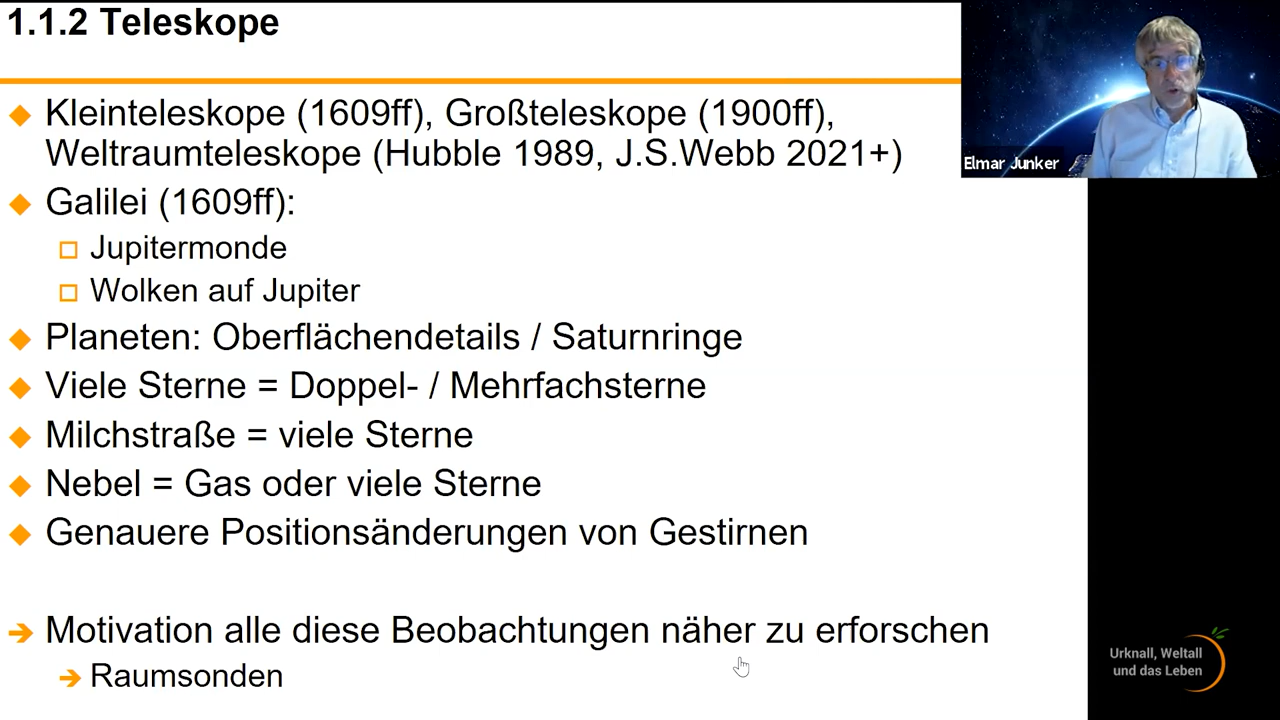 1.1.2 Teleskope
Kleinteleskope (1609ff), Großteleskope (1900ff),
Weltraumteleskope (Hubble 1989, J.S.Webb 2021+)
Galilei (1609ff):
Jupitermonde
Wolken auf Jupiter
Planeten: Oberflächendetails / Saturnringe
Viele Sterne = Doppel- / Mehrfachsterne
Milchstraße = viele Sterne
Nebel = Gas oder viele Sterne
Genauere Positionsänderungen von Gestirnen
Motivation alle diese Beobachtungen näher zu erforschen
Raumsonden
Elmar Junker
Urknall, Weltall
und das Leben